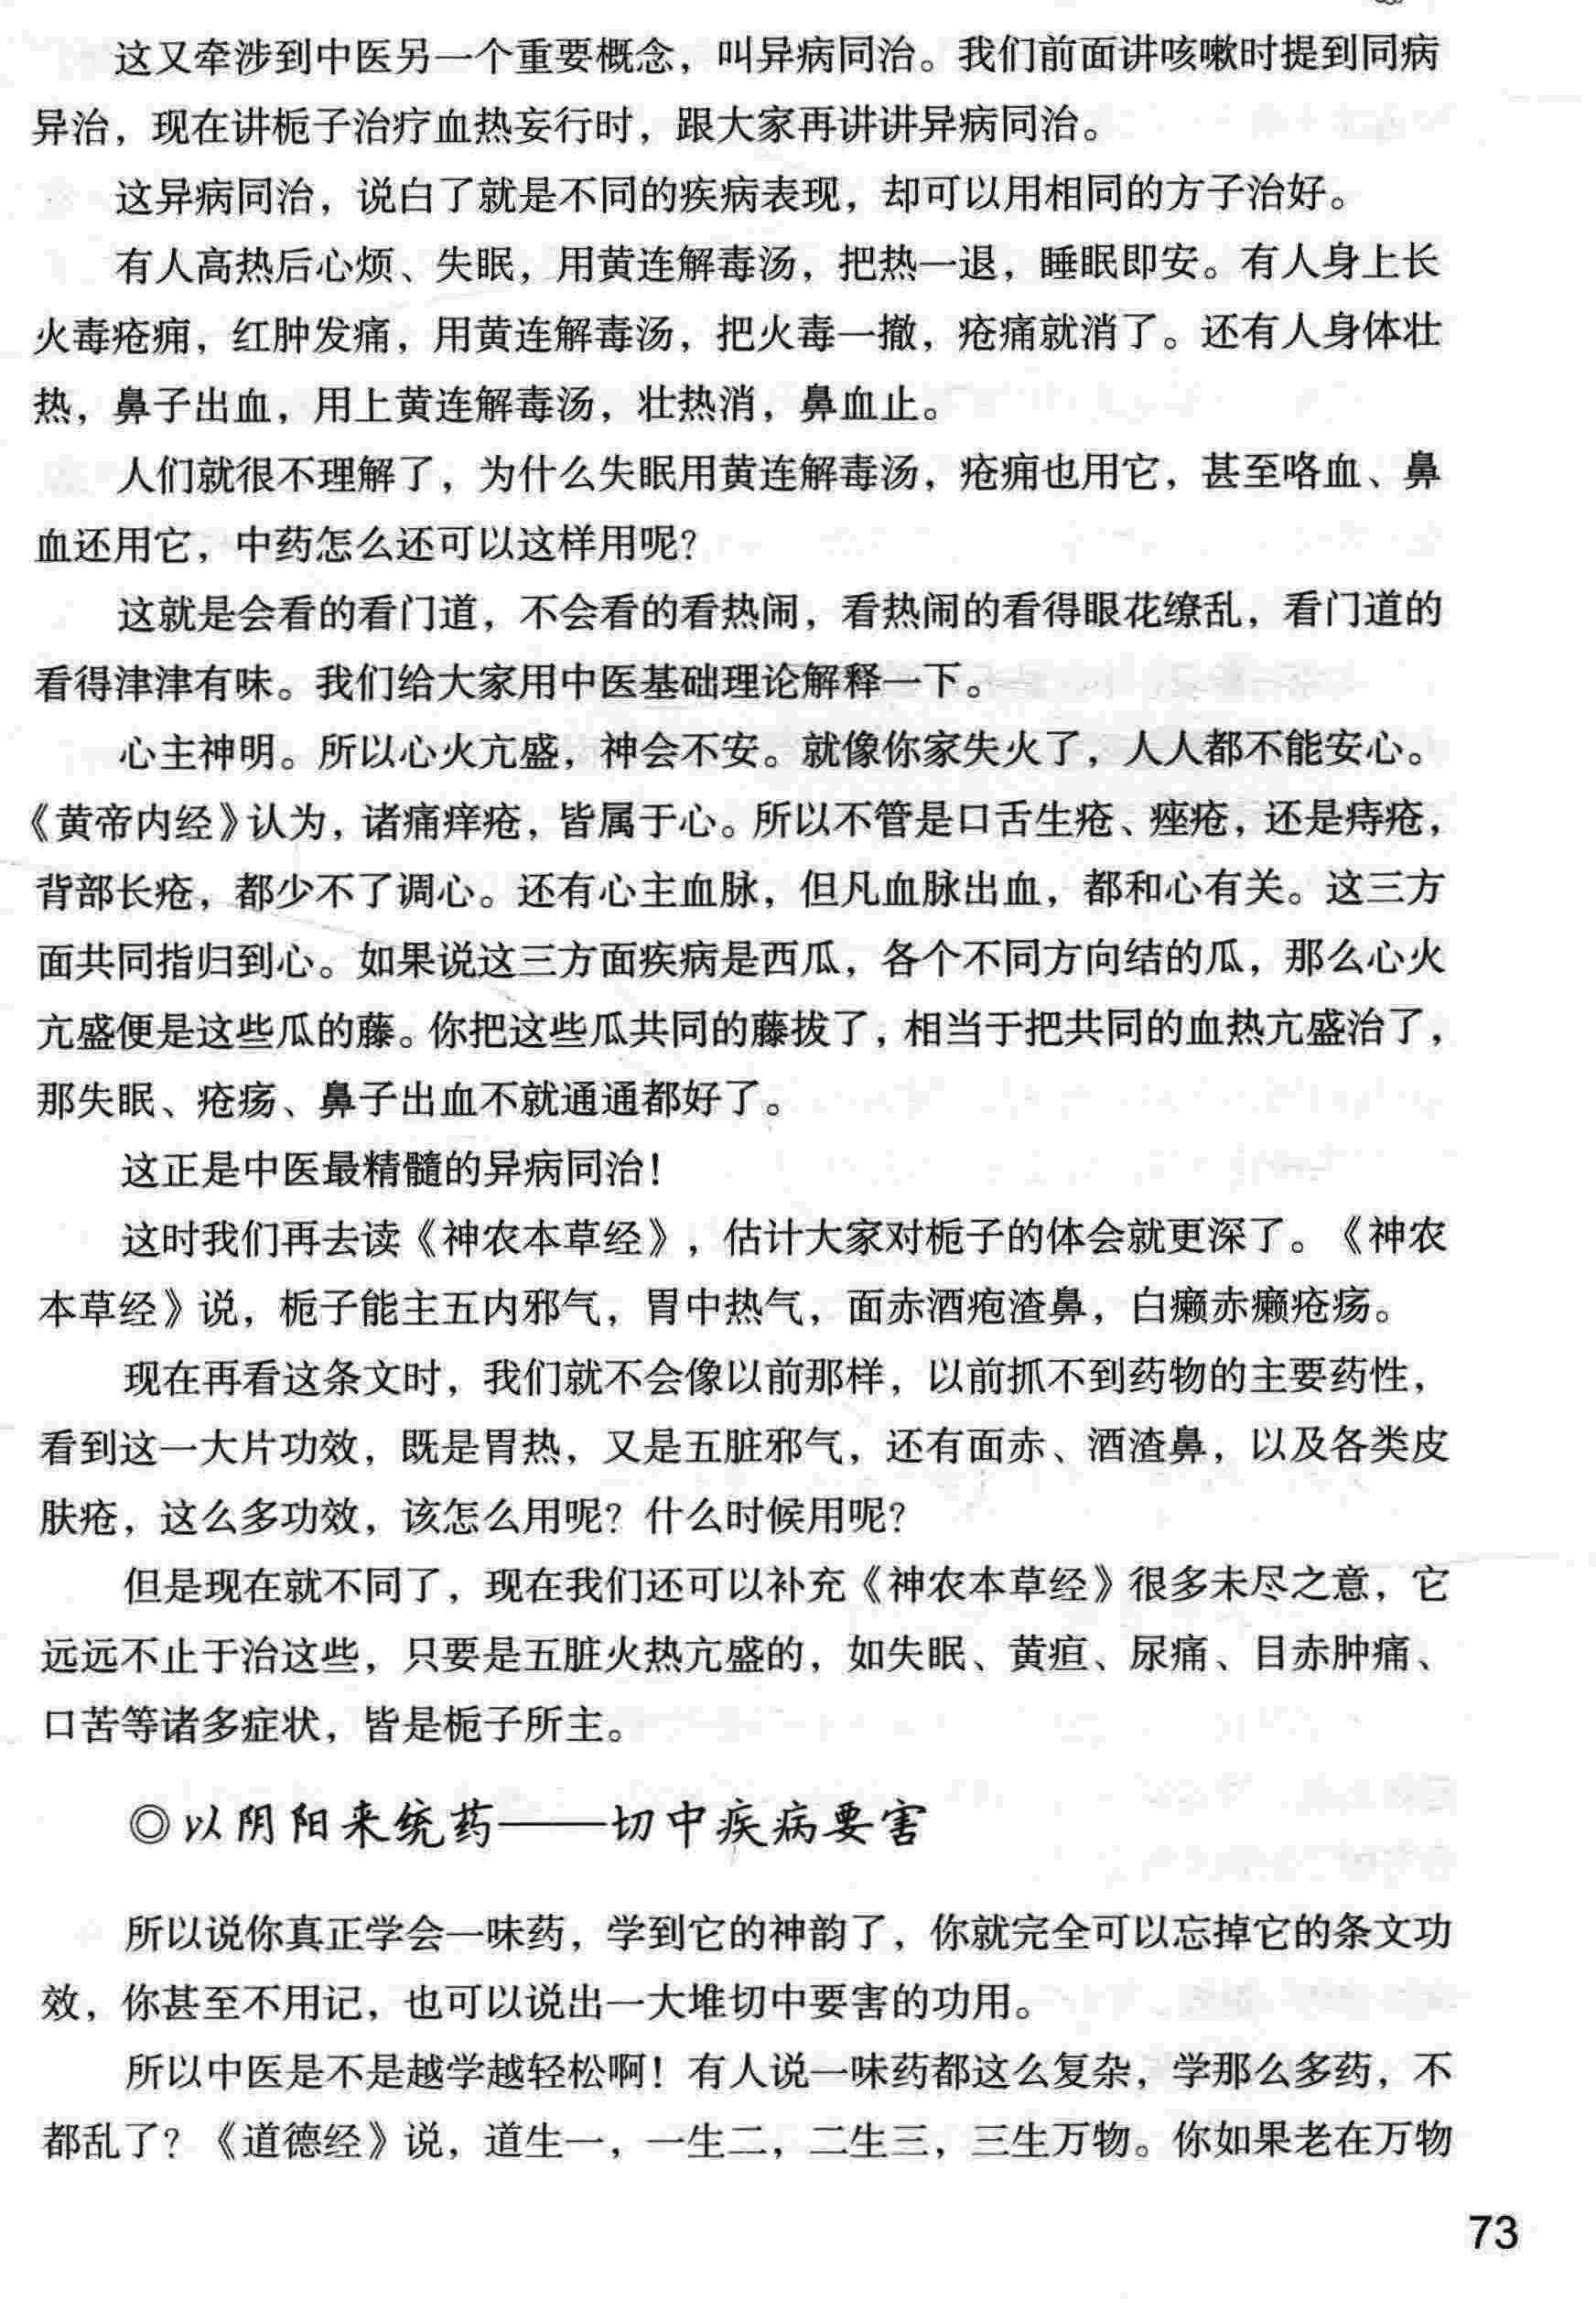 这又牵涉到中医另一个重要概念，叫异病同治。我们前面讲咳嗽时提到同病
异治，现在讲栀子治疗血热妄行时，跟大家再讲讲异病同治。
这异病同治，说白了就是不同的疾病表现，却可以用相同的方子治好。
有人高热后心烦、失眠，用黄连解毒汤，把热一退，睡眠即安。有人身上长
火毒疮痈，红肿发痛，用黄连解毒汤，把火毒一撤，疮痛就消了。还有人身体壮
热，鼻子出血，用上黄连解毒汤，壮热消，鼻血止。
人们就很不理解了，为什么失眠用黄连解毒汤，疮痈也用它，甚至咯血、鼻
血还用它，中药怎么还可以这样用呢？
这就是会看的看门道，不会看的看热闹，看热闹的看得眼花缭乱，看门道的
看得津津有味。我们给大家用中医基础理论解释一下。
心主神明。所以心火亢盛，神会不安。就像你家失火了，人人都不能安心。
《黄帝内经》认为，诸痛痒疮，皆属于心。所以不管是口舌生疮、痤疮，还是痔疮，
背部长疮，都少不了调心。还有心主血脉，但凡血脉出血，都和心有关。这三方
面共同指归到心。如果说这三方面疾病是西瓜，各个不同方向结的瓜，那么心火
亢盛便是这些瓜的藤。你把这些瓜共同的藤拔了，相当于把共同的血热亢盛治了，
那失眠、疮疡、鼻子出血不就通通都好了。
这正是中医最精髓的异病同治！
这时我们再去读《神农本草经》，估计大家对栀子的体会就更深了。《神农
本草经》说，栀子能主五内邪气，胃中热气，面赤酒疱渣鼻，白癞赤癞疮疡。
现在再看这条文时，我们就不会像以前那样，以前抓不到药物的主要药性，
看到这一大片功效，既是胃热，又是五脏邪气，还有面赤、酒渣鼻，以及各类皮
肤疮，这么多功效，该怎么用呢？什么时候用呢？
但是现在就不同了，现在我们还可以补充《神农本草经》很多未尽之意，它
远远不止于治这些，只要是五脏火热亢盛的，如失眠、黄疸、尿痛、目赤肿痛、
口苦等诸多症状，皆是栀子所主。
◎以阴阳来统药——切中疾病要害
所以说你真正学会一味药，学到它的神韵了，你就完全可以忘掉它的条文功
效，你甚至不用记，也可以说出一大堆切中要害的功用。
所以中医是不是越学越轻松啊！有人说一味药都这么复杂，学那么多药，不
都乱了？《道德经》说，道生一，一生二，二生三，三生万物。你如果老在万物
73